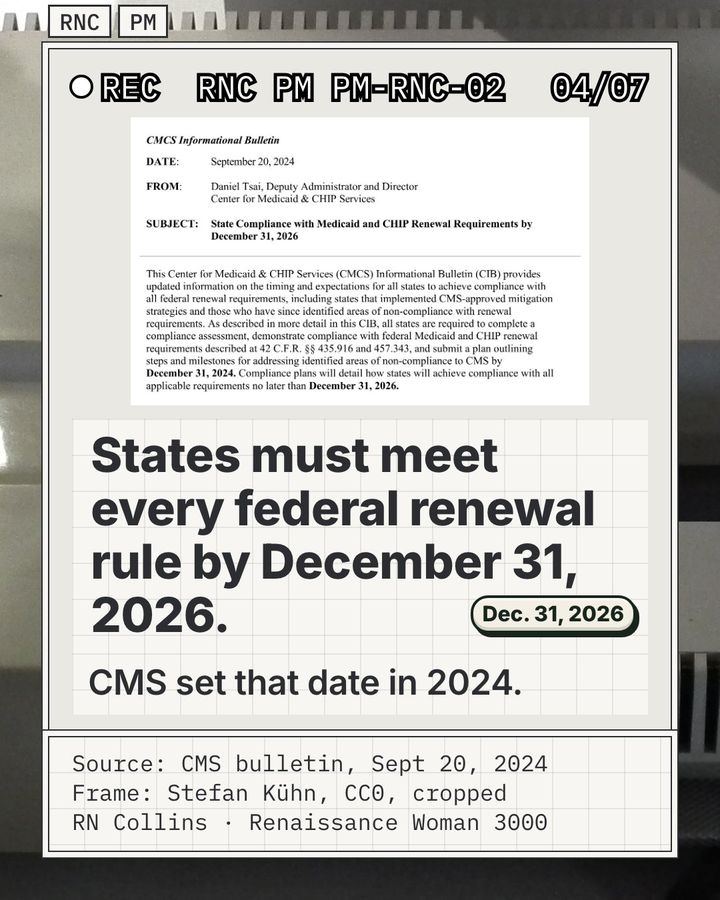 RNC PM
REC RNC PM PM-RNC-02 04/07
CMCS Informational Bulletin
DATE: September 20, 2024
FROM: Daniel Tsai, Deputy Administrator and Director
Center for Medicaid & CHIP Services
SUBJECT: State Compliance with Medicaid and CHIP Renewal Requirements by
December 31, 2026
This Center for Medicaid & CHIP Services (CMCS) Informational Bulletin (CIB) provides
updated information on the timing and expectations for all states to achieve compliance with
all federal renewal requirements, including states that implemented CMS-approved mitigation
strategies and those who have since identified areas of non-compliance with renewal
requirements. As described in more detail in this CIB, all states are required to complete a
compliance assessment, demonstrate compliance with federal Medicaid and CHIP renewal
requirements described at 42 C.F.R. §§ 435.916 and 457.343, and submit a plan outlining
steps and milestones for addressing identified areas of non-compliance to CMS by
December 31, 2024. Compliance plans will detail how states will achieve compliance with all
applicable requirements no later than December 31, 2026.
States must meet
every federal renewal
rule by December 31,
2026.
Dec. 31, 2026
CMS set that date in 2024.
Source: CMS bulletin, Sept 20, 2024
Frame: Stefan Kühn, CC0, cropped
RN Collins · Renaissance Woman 3000